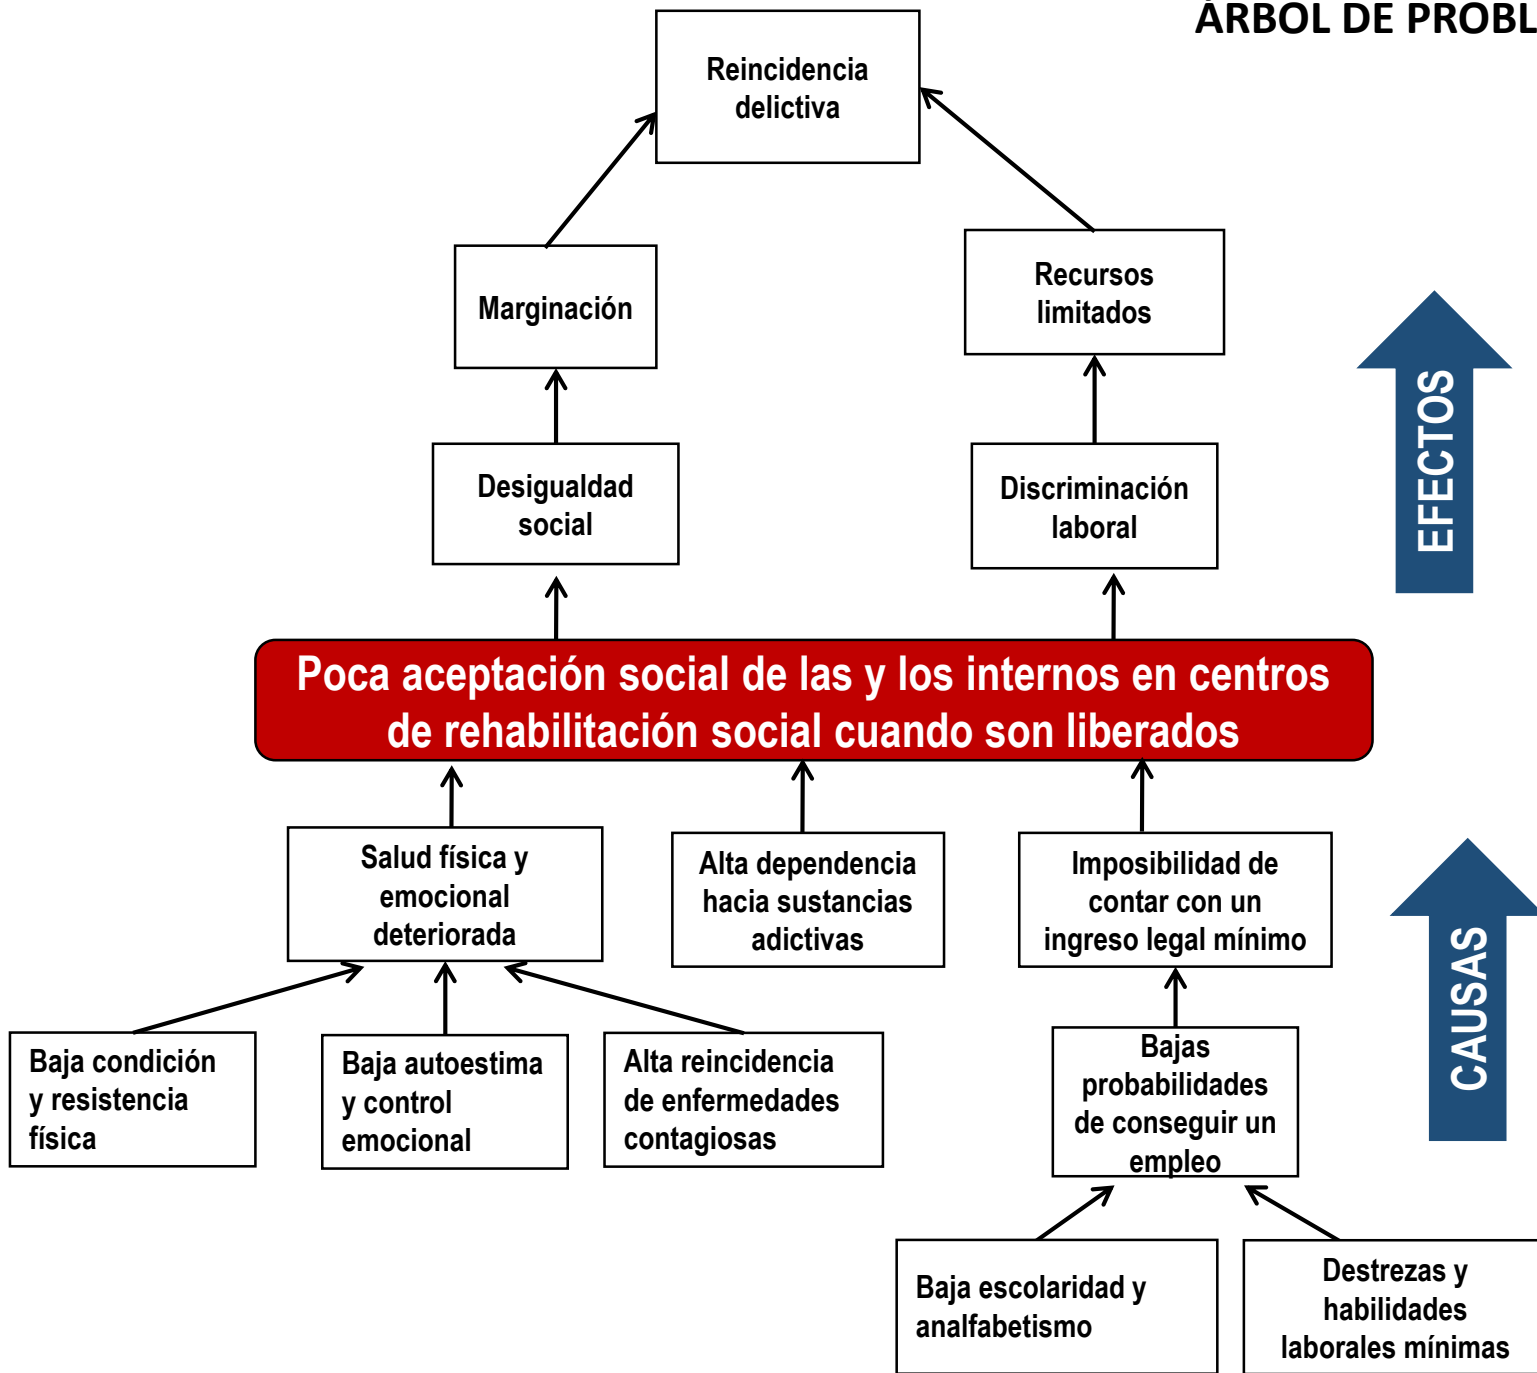 ÁRBOL DE PROBL
Reincidencia
delictiva
Marginación
Recursos
limitados
Desigualdad
social
Discriminación
laboral
EFECTOS
Poca aceptación social de las y los internos en centros
de rehabilitación social cuando son liberados
Salud física y
emocional
deteriorada
Alta dependencia
hacia sustancias
adictivas
Imposibilidad de
contar con un
ingreso legal mínimo
CAUSAS
Baja condición
y resistencia
física
Baja autoestima
y control
emocional
Alta reincidencia
de enfermedades
contagiosas
Bajas
probabilidades
de conseguir un
empleo
Baja escolaridad y
analfabetismo
Destrezas y
habilidades
laborales mínimas